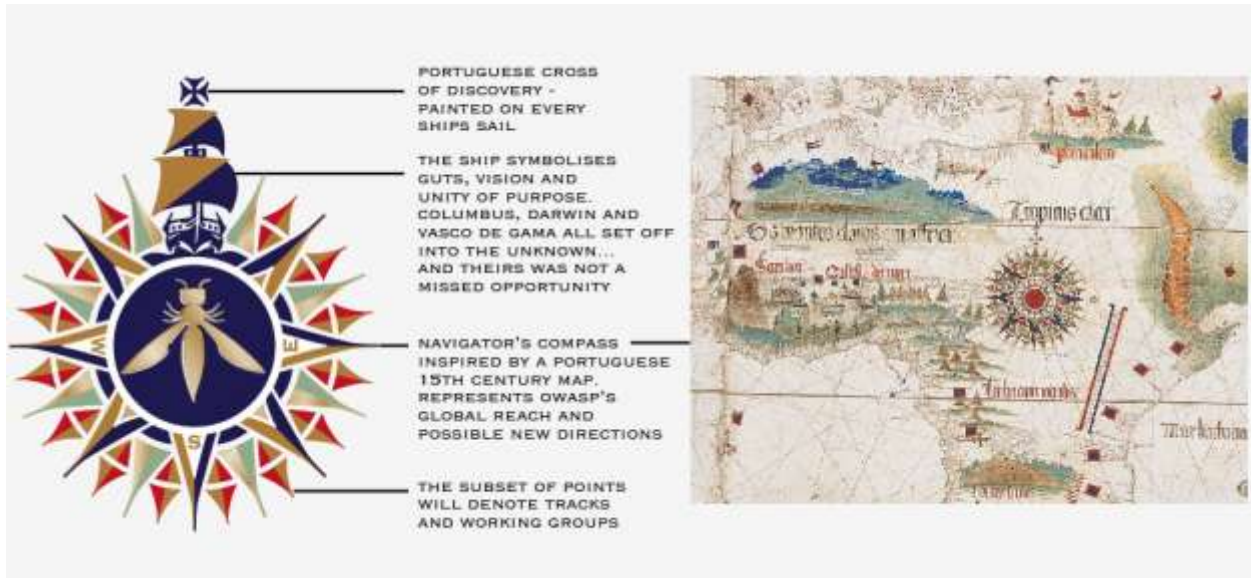 PORTUGUESE CROSS
OF DISCOVERY -
PAINTED ON EVERY
SHIPS SAIL
THE SHIP SYMBOLISES
GUTS, VISION AND
UNITY OF PURPOSE.
COLUMBUS, DARWIN AND
VASCO DE GAMA ALL SET OFF
INTO THE UNKNOWN...
AND THEIRS WAS NOT A
MISSED OPPORTUNITY
NAVIGATOR'S COMPASS
INSPIRED BY A PORTUGUESE
15TH CENTURY MAP.
REPRESENTS OWASP'S
GLOBAL REACH AND
POSSIBLE NEW DIRECTIONS
THE SUBSET OF POINTS
WILL DENOTE TRACKS
AND WORKING GROUPS
W
E
S